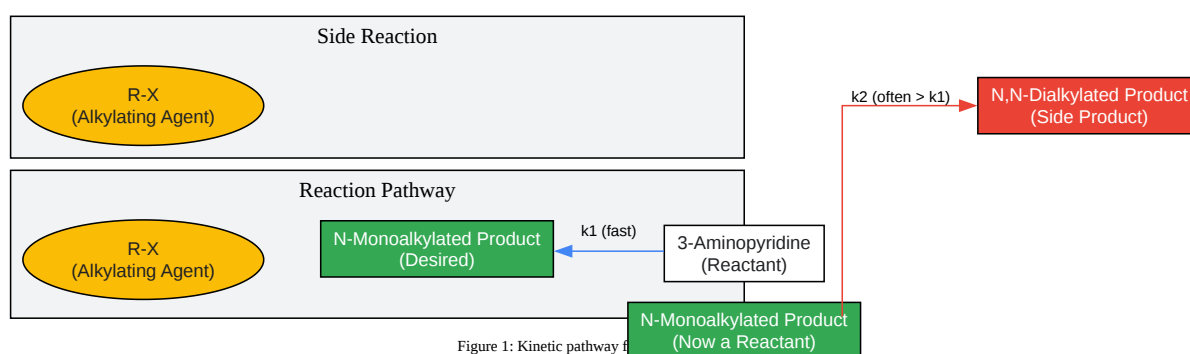 Side Reaction
R-X
(Alkylating Agent)
k2 (often > k1)
N,N-Dialkylated Product
(Side Product)
Reaction Pathway
R-X
(Alkylating Agent)
N-Monoalkylated Product
(Desired)
k1 (fast)
3-Aminopyridine
(Reactant)
N-Monoalkylated Product
(Now a Reactant)
Figure 1: Kinetic pathway